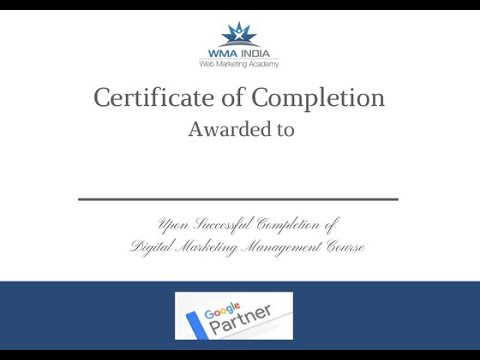 WMA INDIA
Web Marketing Academy
Certificate of Completion
Awarded to
Upon Successful Completion of
Digital Marketing Management Course
Google
Partner